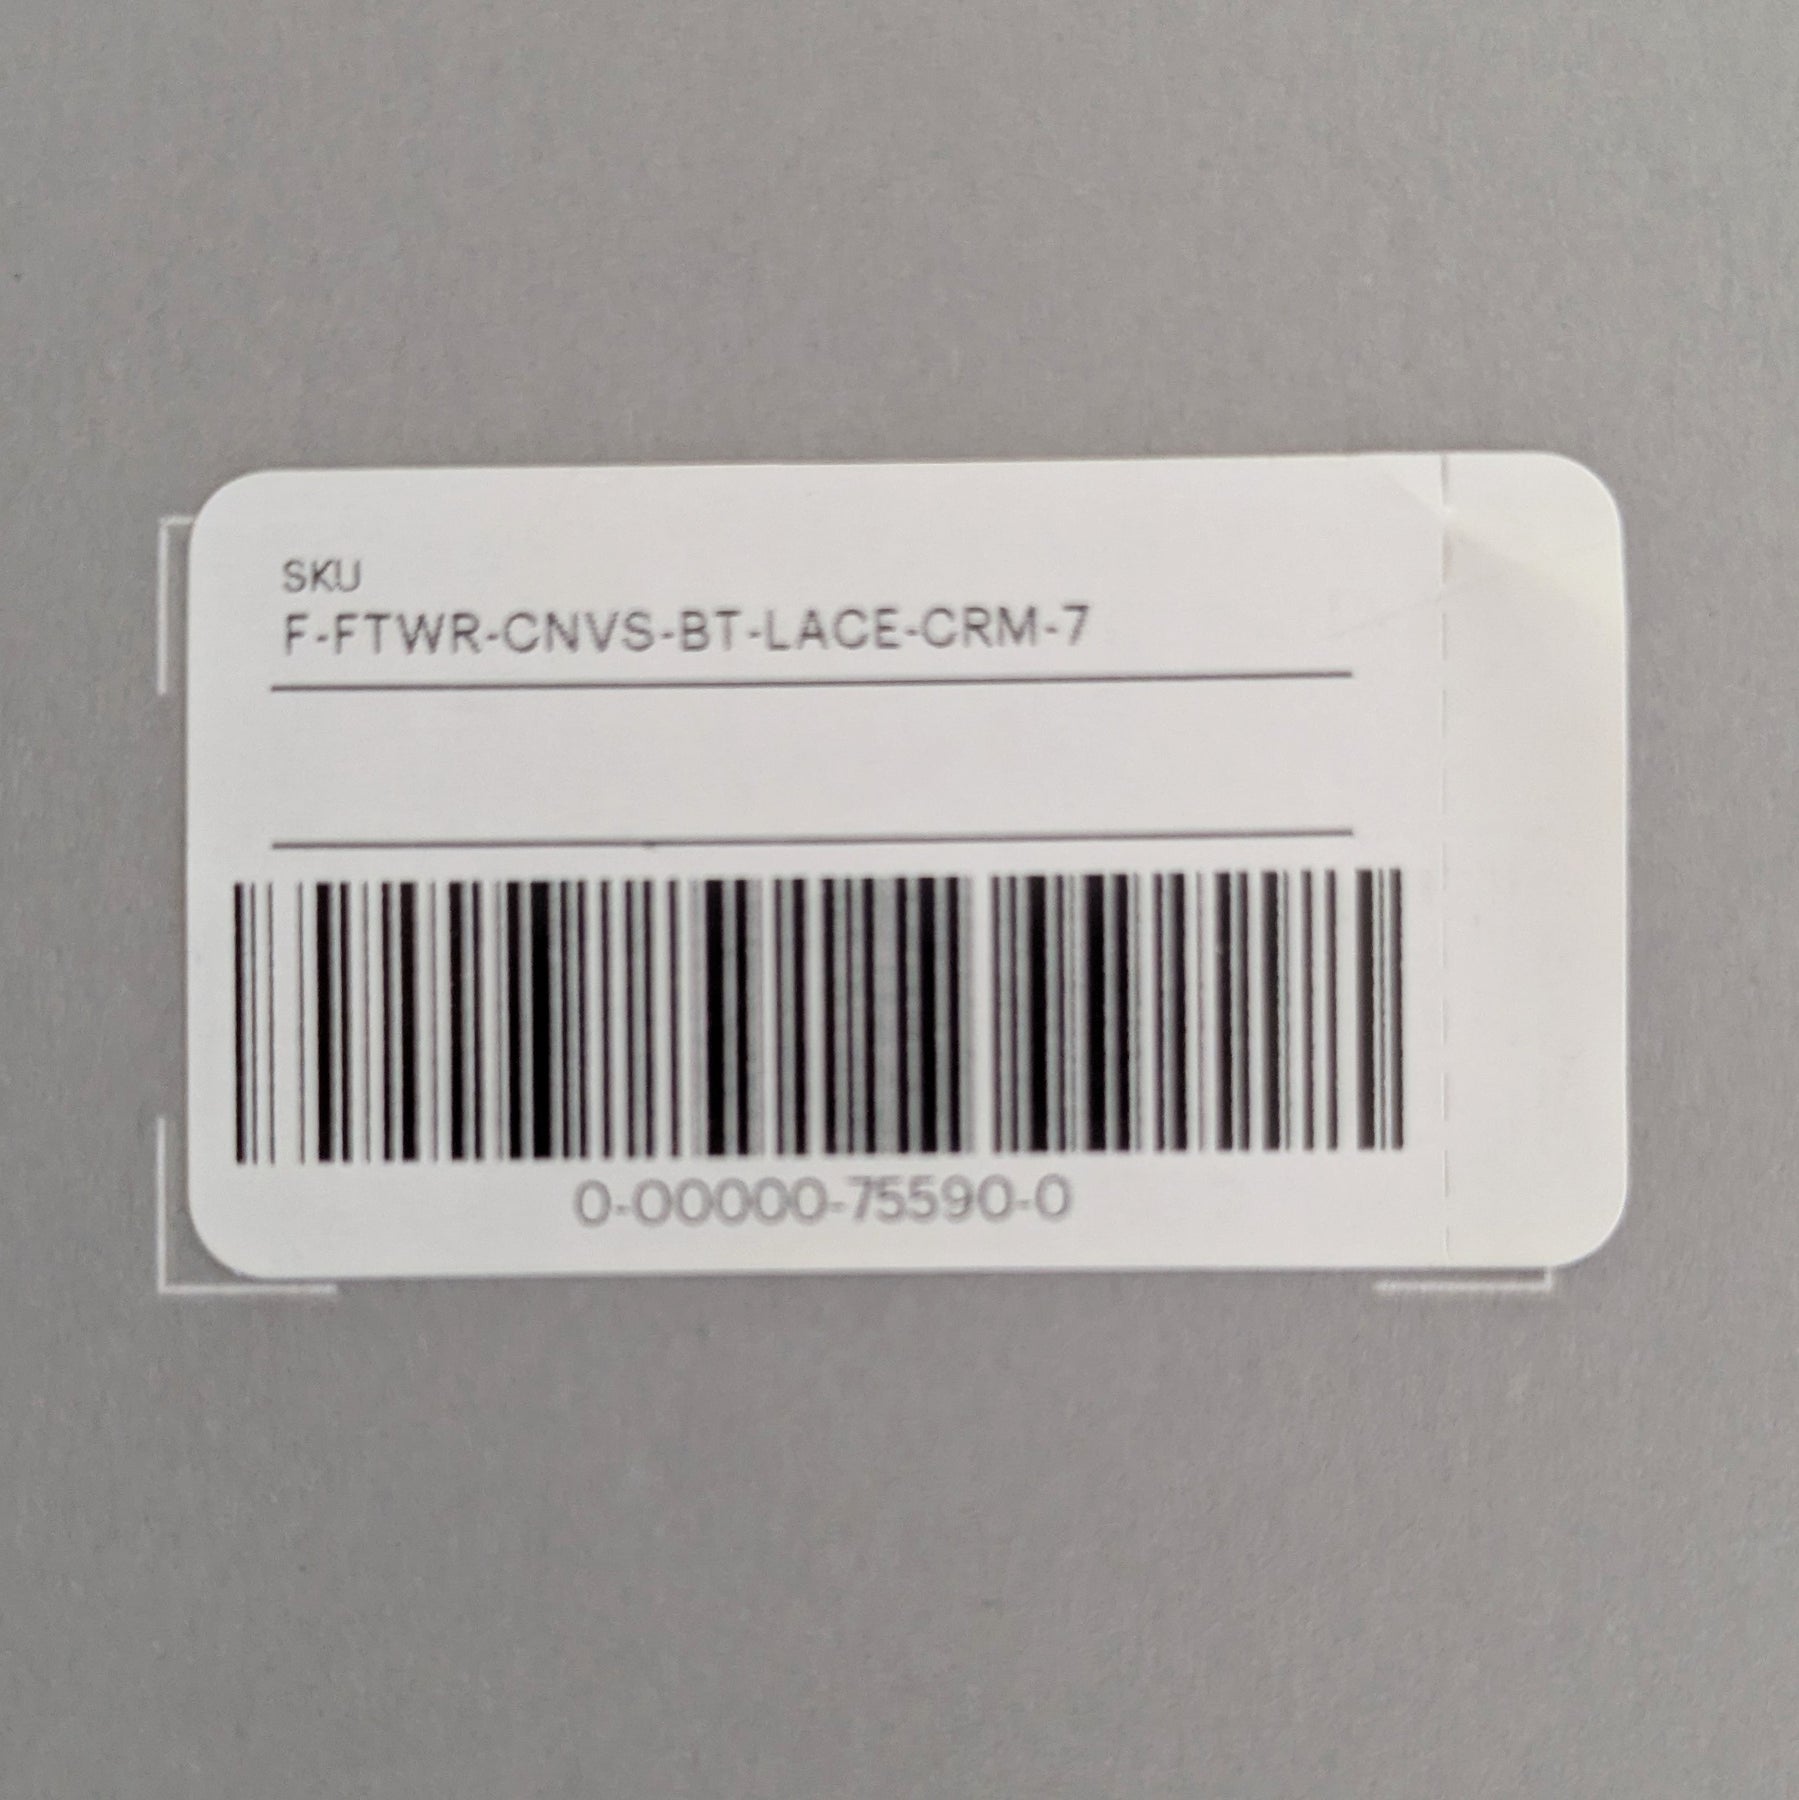 SKU
F-FTWR-CNVS-BT-LACE-CRM-7
0-00000-75590-0